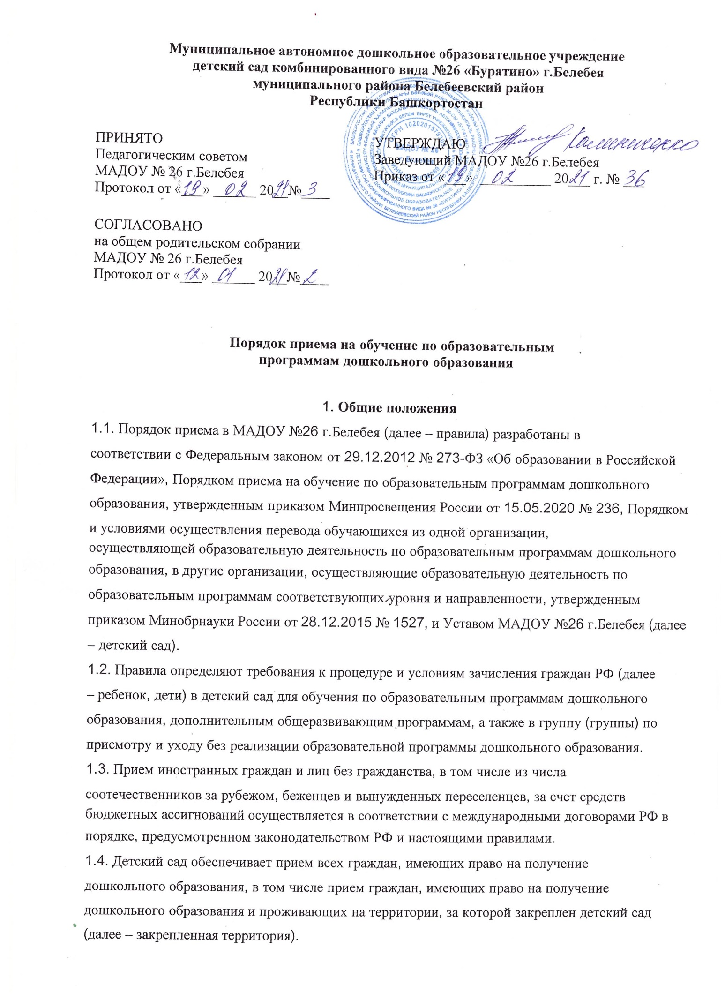 Муниципальное автономное дошкольное образовательное учреждение
детский сад комбинированного вида №26 «Буратино» г.Белебея
муниципального района Белебеевский район
Республики Башкортостан
ПРИНЯТО
Педагогическим советом
МАДОУ № 26 г.Белебея
Протокол от «19» 02 2021№3
УТВЕРЖДАЮ Калиниченко
Заведующий МАДОУ №26 г.Белебея
Приказ от «19» 02 2021 г. № 36
МАДОУ № 26
СОГЛАСОВАНО
на общем родительском собрании
МАДОУ № 26 г.Белебея
Протокол от «12» 01 2021№2
Порядок приема на обучение по образовательным
программам дошкольного образования
1. Общие положения
1.1. Порядок приема в МАДОУ №26 г.Белебея (далее – правила) разработаны в
соответствии с Федеральным законом от 29.12.2012 № 273-ФЗ «Об образовании в Российской
Федерации», Порядком приема на обучение по образовательным программам дошкольного
образования, утвержденным приказом Минпросвещения России от 15.05.2020 № 236, Порядком
и условиями осуществления перевода обучающихся из одной организации,
осуществляющей образовательную деятельность по образовательным программам дошкольного
образования, в другие организации, осуществляющие образовательную деятельность по
образовательным программам соответствующих уровня и направленности, утвержденным
приказом Минобрнауки России от 28.12.2015 № 1527, и Уставом МАДОУ №26 г.Белебея (далее
– детский сад).
1.2. Правила определяют требования к процедуре и условиям зачисления граждан РФ (далее
– ребенок, дети) в детский сад для обучения по образовательным программам дошкольного
образования, дополнительным общеразвивающим программам, а также в группу (группы) по
присмотру и уходу без реализации образовательной программы дошкольного образования.
1.3. Прием иностранных граждан и лиц без гражданства, в том числе из числа
соотечественников за рубежом, беженцев и вынужденных переселенцев, за счет средств
бюджетных ассигнований осуществляется в соответствии с международными договорами РФ в
порядке, предусмотренном законодательством РФ и настоящими правилами.
1.4. Детский сад обеспечивает прием всех граждан, имеющих право на получение
дошкольного образования, в том числе прием граждан, имеющих право на получение
дошкольного образования и проживающих на территории, за которой закреплен детский сад
(далее – закрепленная территория).